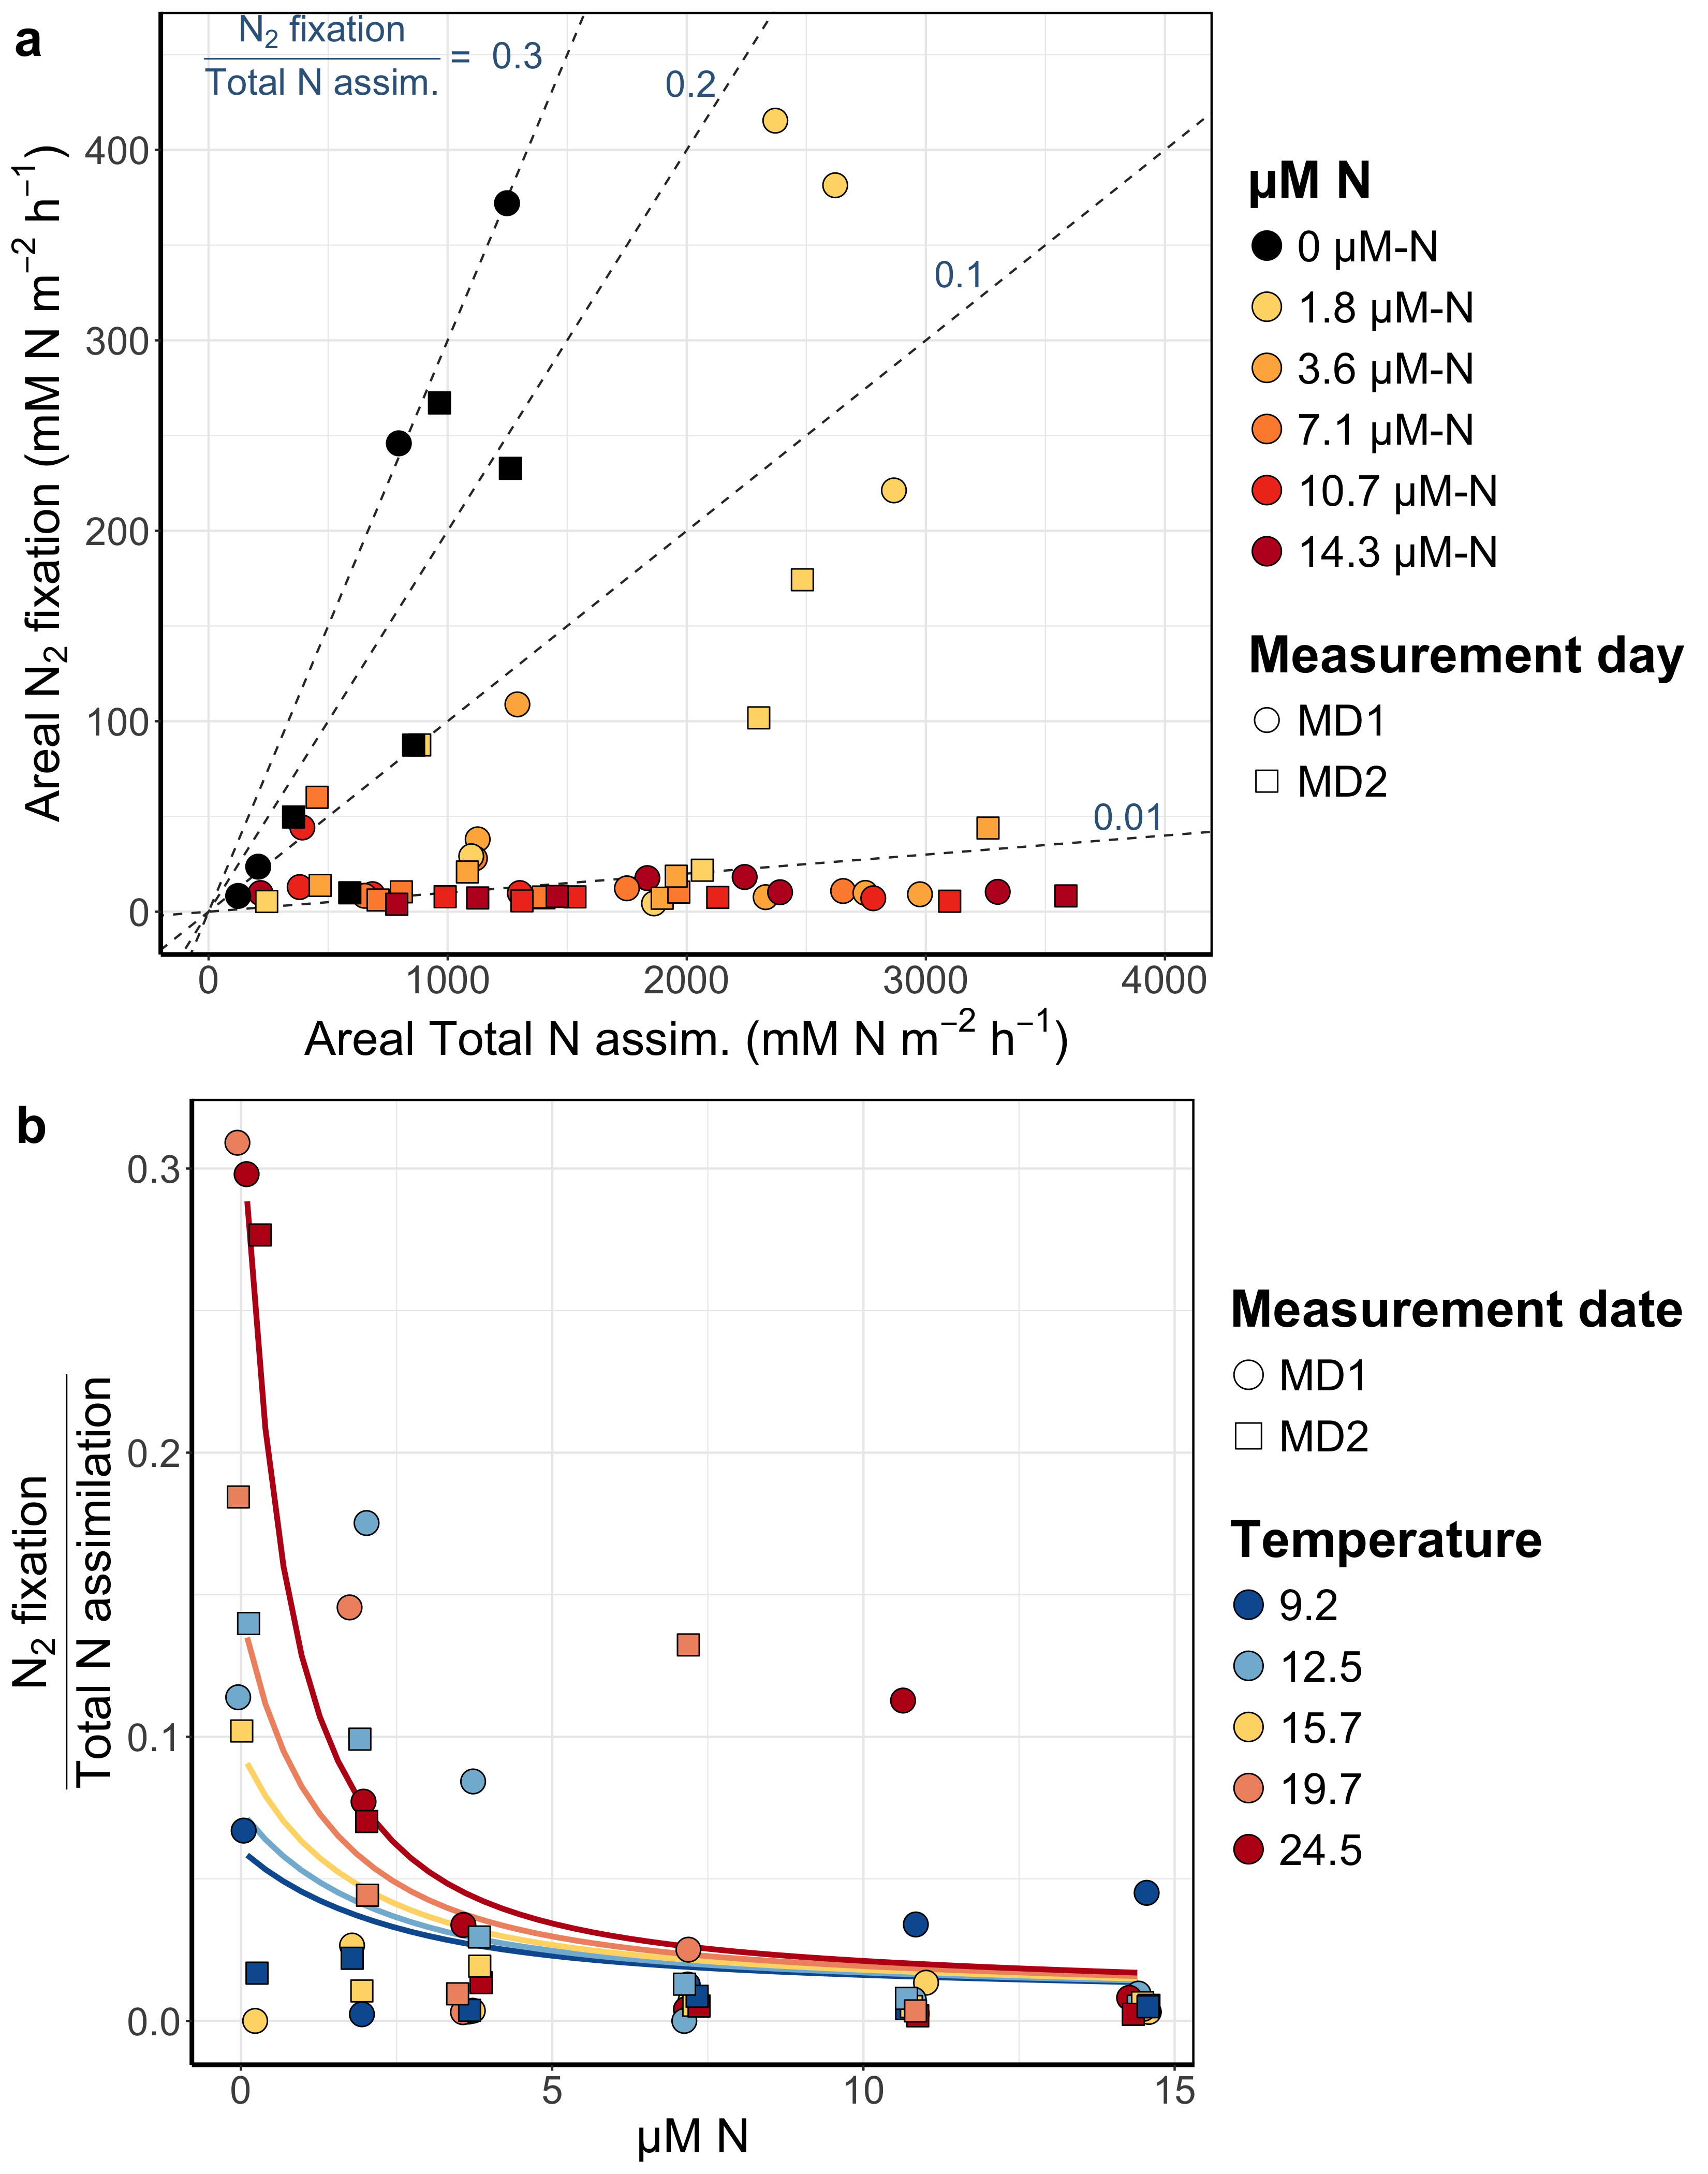 a
N2 fixation
Total N assim.
= 0.3
0.2
0.1
0.01
Areal N2 fixation (mM N m−2 h−1)
400
300
200
100
0
0 1000 2000 3000 4000
Areal Total N assim. (mM N m−2 h−1)
µM N
0 µM-N
1.8 µM-N
3.6 µM-N
7.1 µM-N
10.7 µM-N
14.3 µM-N
Measurement day
MD1
MD2
b
N2 fixation
Total N assimilation
0.3
0.2
0.1
0.0
0 5 10 15
µM N
Measurement date
MD1
MD2
Temperature
9.2
12.5
15.7
19.7
24.5